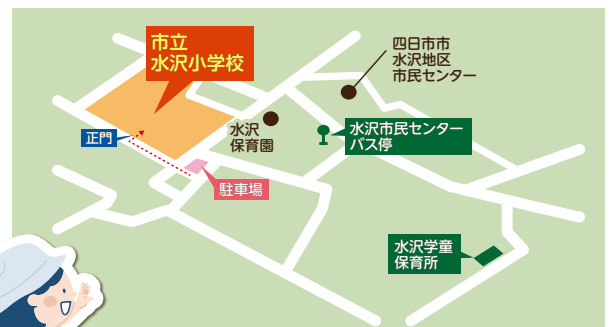 市立
水沢小学校
四日市市
水沢地区
市民センター
正門
水沢
保育園
水沢市民センター
バス停
駐車場
水沢学童
保育所